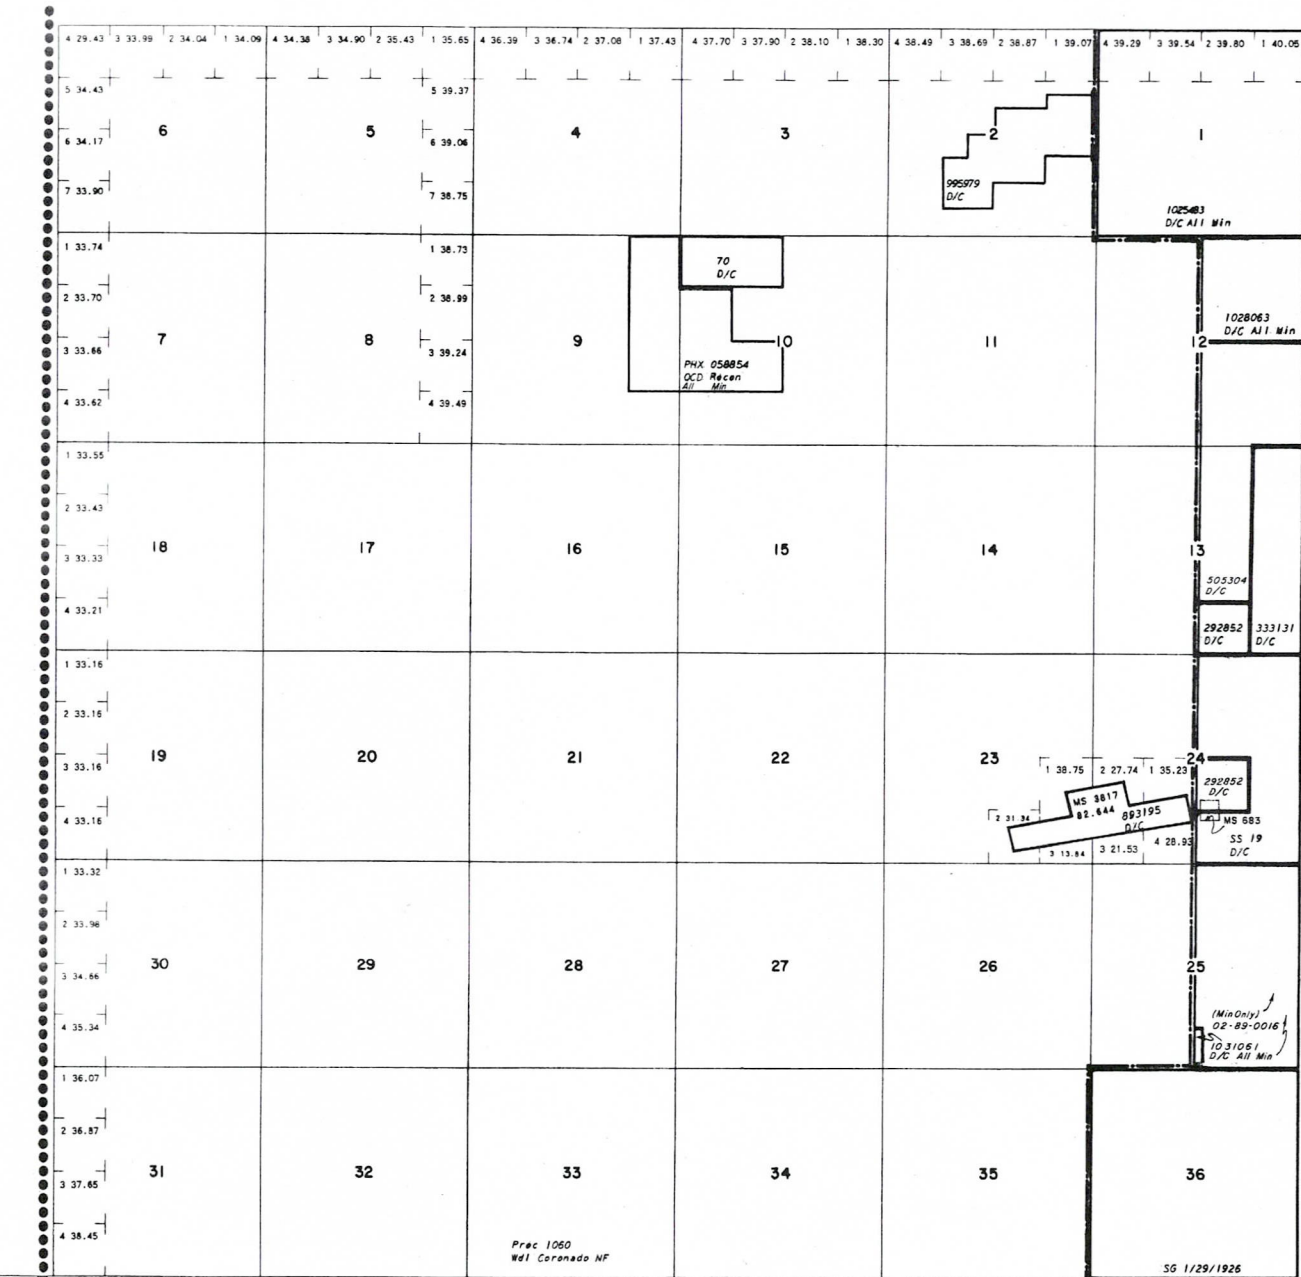 4 29.43 3 33.99 2 34.04 1 34.09 4 34.38 3 34.90 2 35.43 1 35.65 4 36.39 3 36.74 2 37.08 1 37.43 4 37.70 3 37.90 2 38.10 1 38.30 4 38.49 3 38.69 2 38.87 1 39.07 4 39.29 3 39.54 2 39.80 1 40.05
5 34.43 5 39.37
6 5 4 3 2 1
6 34.17 6 39.06
7 33.90 7 38.75
995979
D/C
1025483
D/C All Min
1 33.74 1 38.73
70
D/C
2 33.70 2 38.99
1028063
D/C All Min
7 8 9 10 11 12
3 33.66 3 39.24
PHX 058854
OCD Recon
All Min
4 33.62 4 39.49
1 33.55
2 33.43
18 17 16 15 14 13
3 33.33
505304
D/C
4 33.21
292852 333131
D/C D/C
1 33.16
2 33.16
19 20 21 22 23 24
3 33.16
1 38.75 2 27.74 1 35.23
292852
D/C
MS 3817
82.644
893195
D/C
2 31.34
4 33.16
MS 683
SS 19
D/C
3 13.84 3 21.53 4 28.93
1 33.32
2 33.98
30 29 28 27 26 25
3 34.66
(Min Only)
02-89-0016
4 35.34
1031061
D/C All Min
1 36.07
2 36.87
31 32 33 34 35 36
3 37.65
4 38.45
Proc 1060
Wdl Coronado NF
SG 1/29/1926